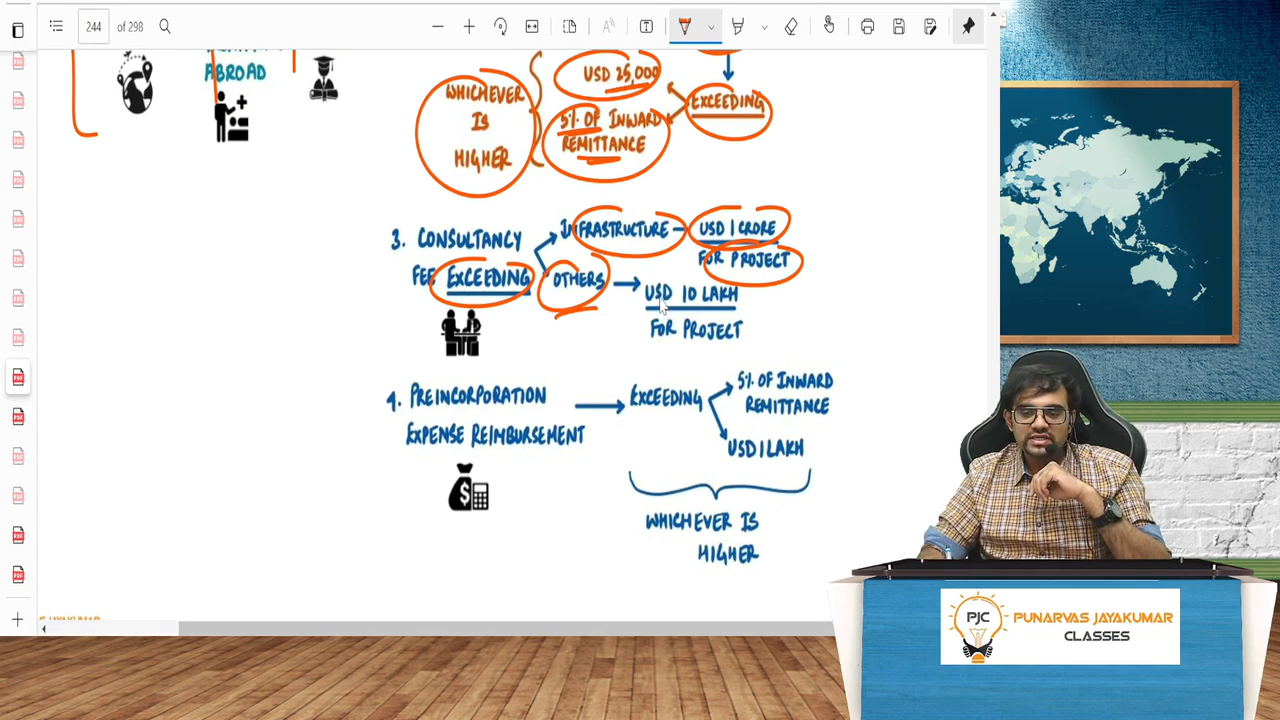 244 of 298
ABROAD
WHICHEVER
IS
HIGHER
USD 25,000
5% OF INWARD
REMITTANCE
EXCEEDING
3. CONSULTANCY
FEE EXCEEDING
INFRASTRUCTURE
USD 1 CRORE
FOR PROJECT
OTHERS
USD 10 LAKH
FOR PROJECT
4. PREINCORPORATION
EXPENSE REIMBURSEMENT
EXCEEDING
5% OF INWARD
REMITTANCE
USD 1 LAKH
WHICHEVER IS
HIGHER
PJC
PUNARVAS JAYAKUMAR
CLASSES